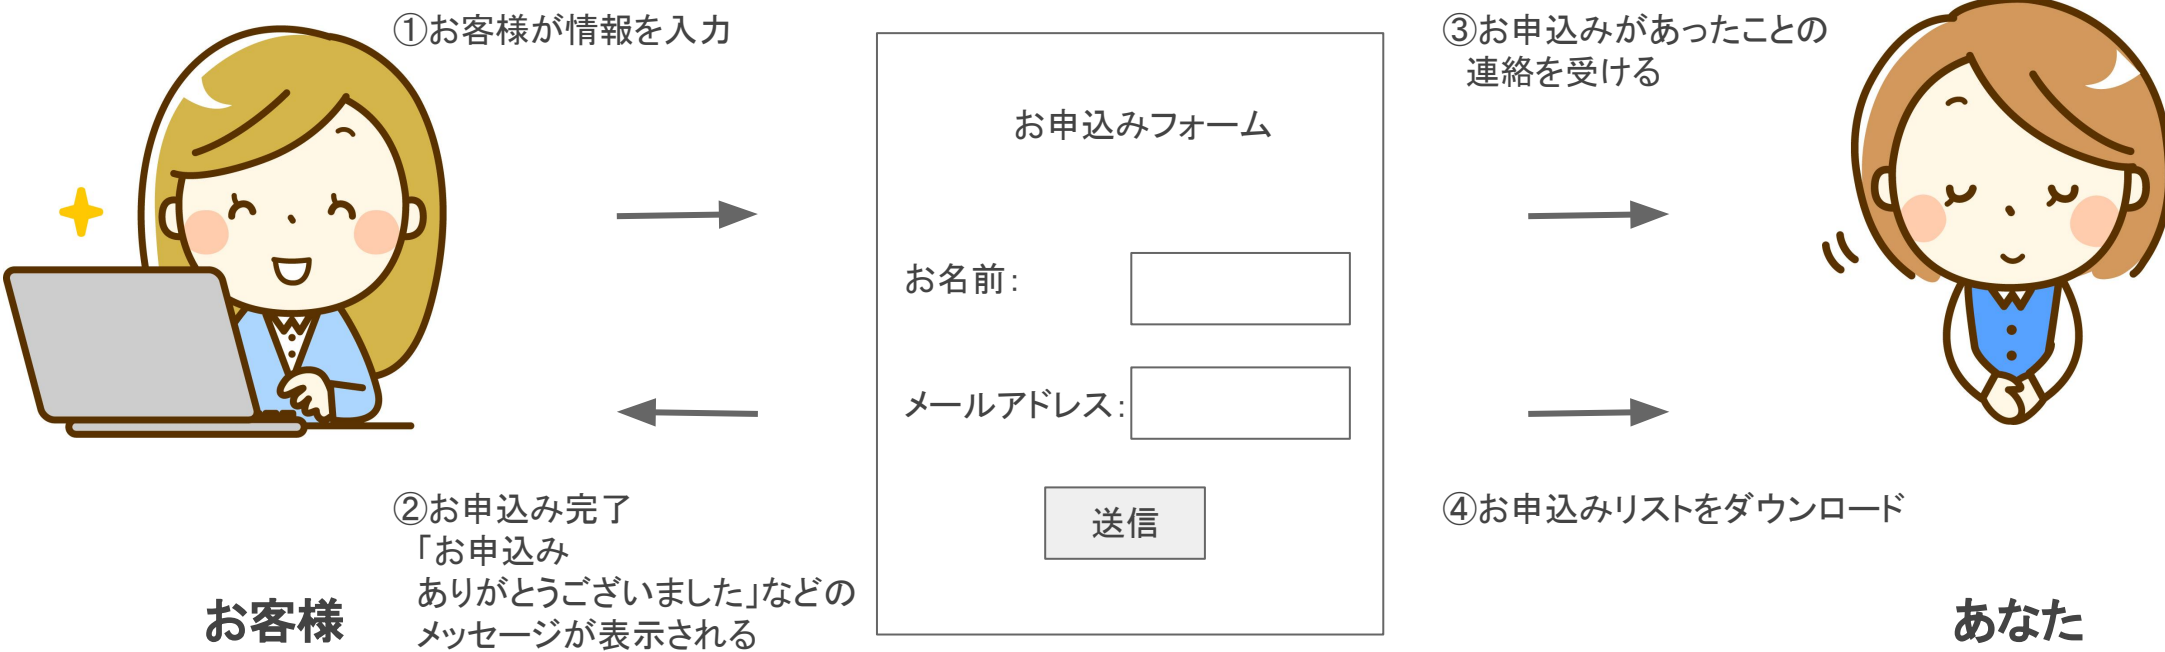 ①お客様が情報を入力
②お申込み完了
「お申込み
ありがとうございました」などの
メッセージが表示される
お客様
お申込みフォーム
お名前：
メールアドレス：
送信
③お申込みがあったことの
連絡を受ける
④お申込みリストをダウンロード
あなた